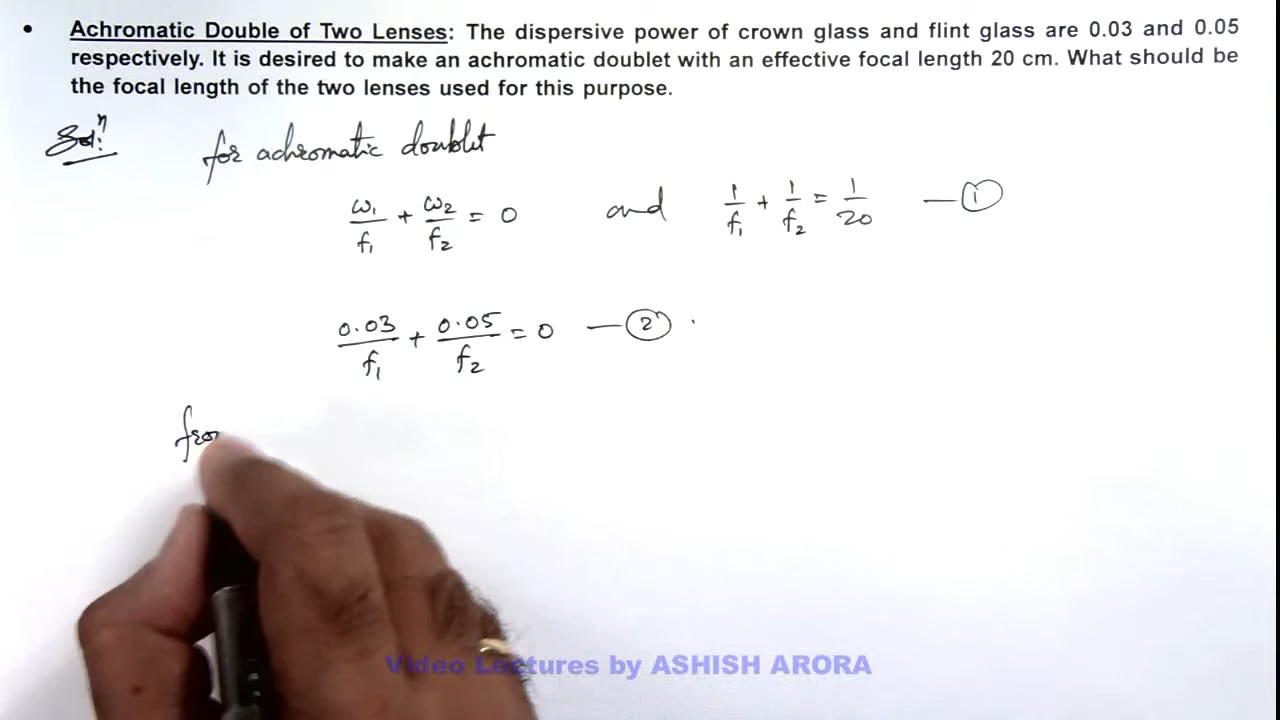 • Achromatic Double of Two Lenses: The dispersive power of crown glass and flint glass are 0.03 and 0.05
respectively. It is desired to make an achromatic doublet with an effective focal length 20 cm. What should be
the focal length of the two lenses used for this purpose.
Solⁿ:
for achromatic doublet
ω₁/f₁ + ω₂/f₂ = 0 and 1/f₁ + 1/f₂ = 1/20 — ①
0.03/f₁ + 0.05/f₂ = 0 — ②
fro
Video Lectures by ASHISH ARORA